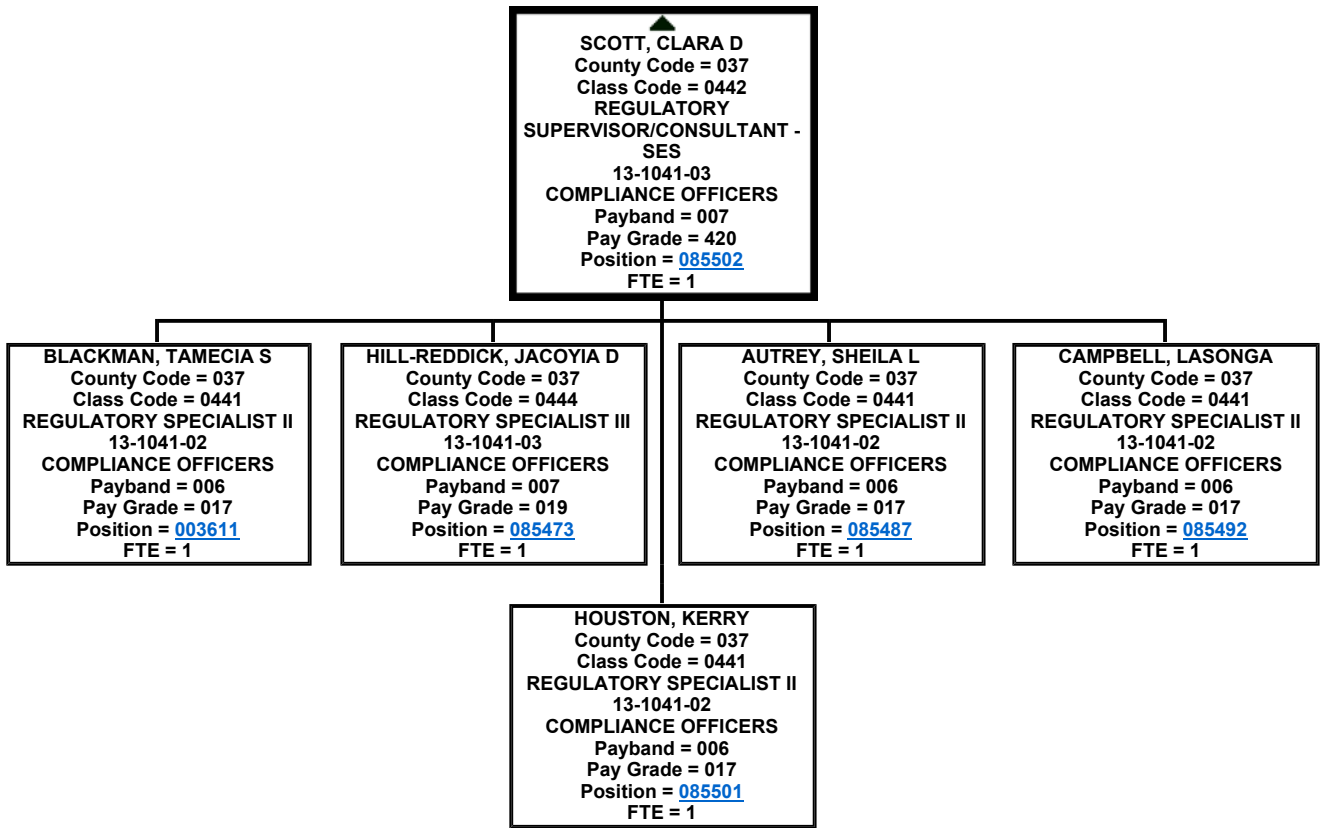 SCOTT, CLARA D
County Code = 037
Class Code = 0442
REGULATORY
SUPERVISOR/CONSULTANT -
SES
13-1041-03
COMPLIANCE OFFICERS
Payband = 007
Pay Grade = 420
Position = 085502
FTE = 1
BLACKMAN, TAMECIA S
County Code = 037
Class Code = 0441
REGULATORY SPECIALIST II
13-1041-02
COMPLIANCE OFFICERS
Payband = 006
Pay Grade = 017
Position = 003611
FTE = 1
HILL-REDDICK, JACOYIA D
County Code = 037
Class Code = 0444
REGULATORY SPECIALIST III
13-1041-03
COMPLIANCE OFFICERS
Payband = 007
Pay Grade = 019
Position = 085473
FTE = 1
AUTREY, SHEILA L
County Code = 037
Class Code = 0441
REGULATORY SPECIALIST II
13-1041-02
COMPLIANCE OFFICERS
Payband = 006
Pay Grade = 017
Position = 085487
FTE = 1
CAMPBELL, LASONGA
County Code = 037
Class Code = 0441
REGULATORY SPECIALIST II
13-1041-02
COMPLIANCE OFFICERS
Payband = 006
Pay Grade = 017
Position = 085492
FTE = 1
HOUSTON, KERRY
County Code = 037
Class Code = 0441
REGULATORY SPECIALIST II
13-1041-02
COMPLIANCE OFFICERS
Payband = 006
Pay Grade = 017
Position = 085501
FTE = 1